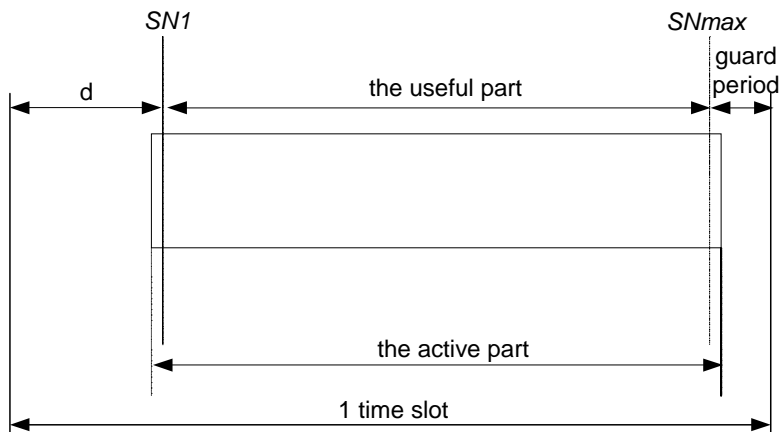 SN1
SNmax
guard
period
d
the useful part
the active part
1 time slot